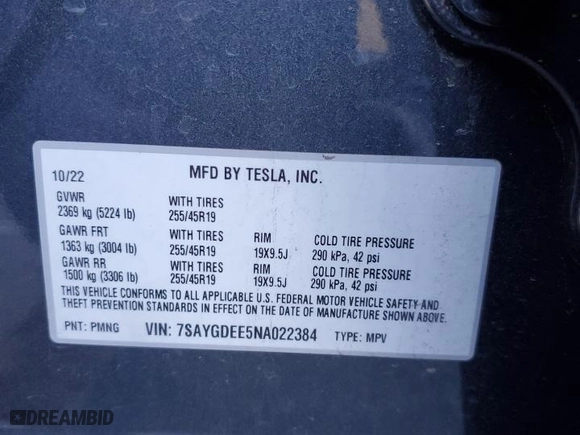 10/22 MFD BY TESLA, INC.
GVWR WITH TIRES
2369 kg (5224 lb) 255/45R19
GAWR FRT WITH TIRES RIM COLD TIRE PRESSURE
1363 kg (3004 lb) 255/45R19 19X9.5J 290 kPa, 42 psi
GAWR RR WITH TIRES RIM COLD TIRE PRESSURE
1500 kg (3306 lb) 255/45R19 19X9.5J 290 kPa, 42 psi
THIS VEHICLE CONFORMS TO ALL APPLICABLE U.S. FEDERAL MOTOR VEHICLE SAFETY AND
THEFT PREVENTION STANDARDS IN EFFECT ON THE DATE OF MANUFACTURE SHOWN ABOVE.
PNT: PMNG VIN: 7SAYGDEE5NA022384 TYPE: MPV
DREAMBID